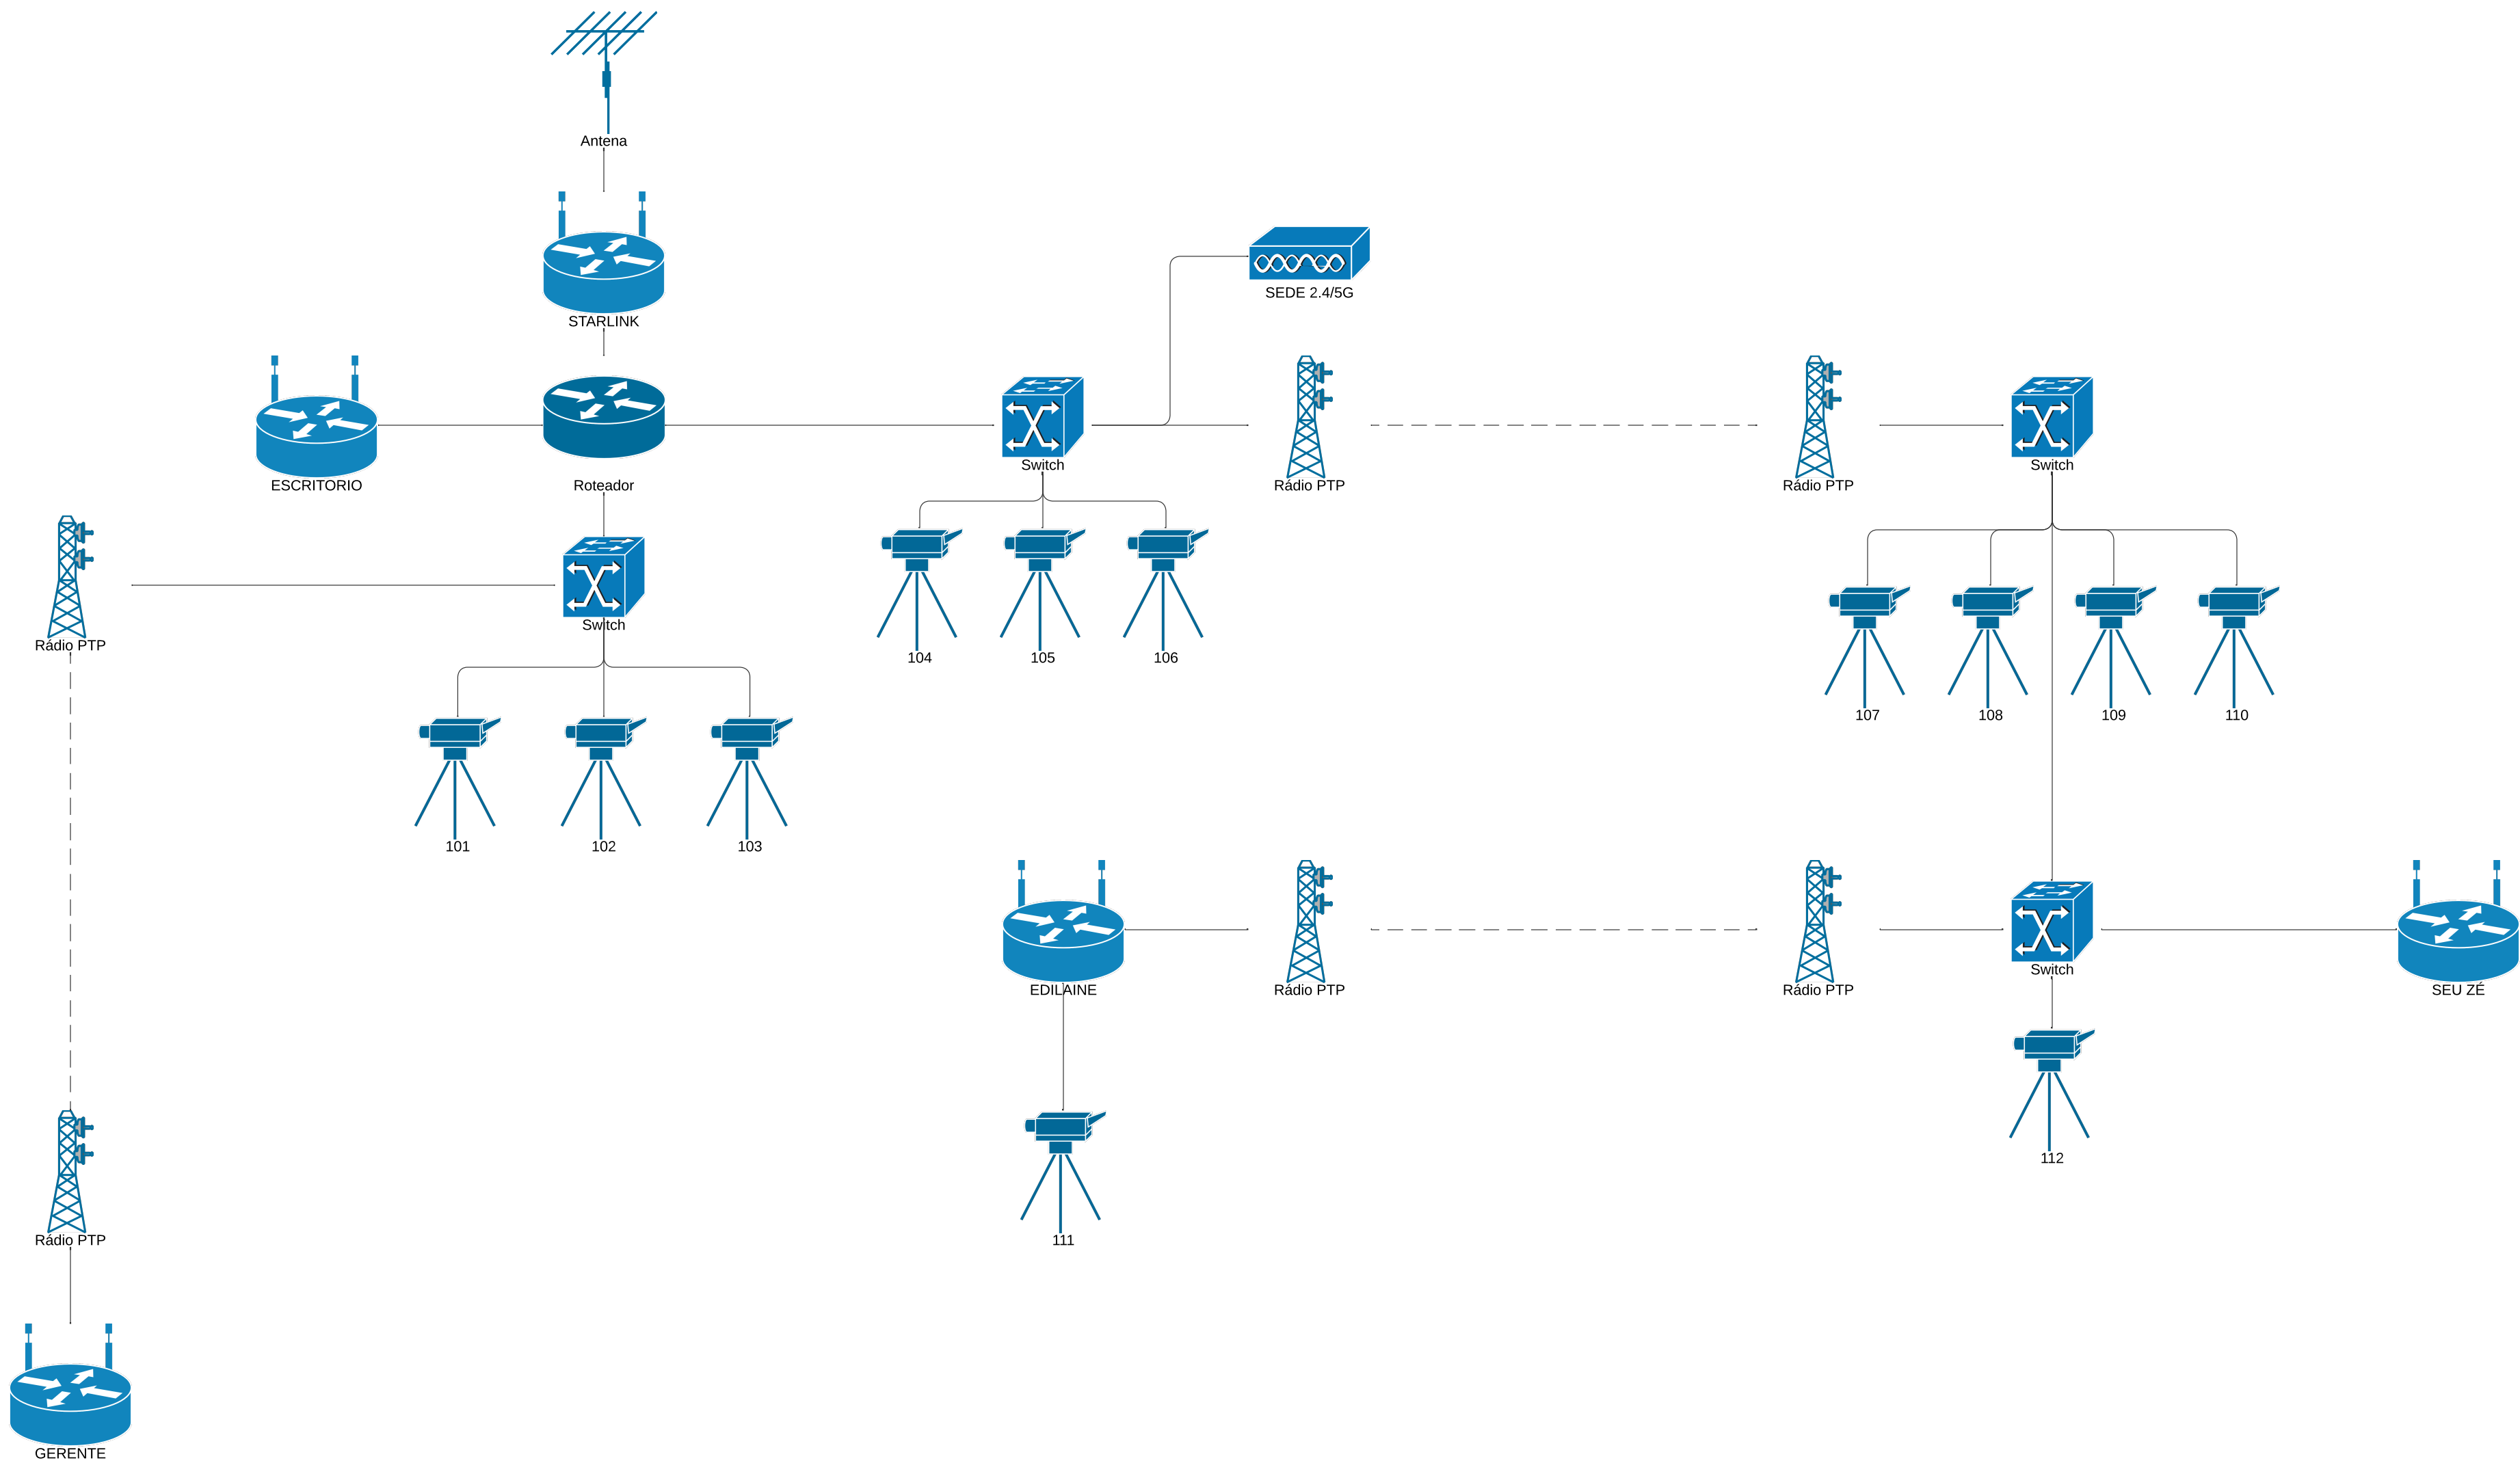 Antena
STARLINK
SEDE 2.4/5G
ESCRITORIO
Roteador
Switch
Rádio PTP
Rádio PTP
Switch
Rádio PTP
Switch
104
105
106
107
108
109
110
101
102
103
EDILAINE
Rádio PTP
Rádio PTP
Switch
SEU ZÉ
112
111
Rádio PTP
GERENTE